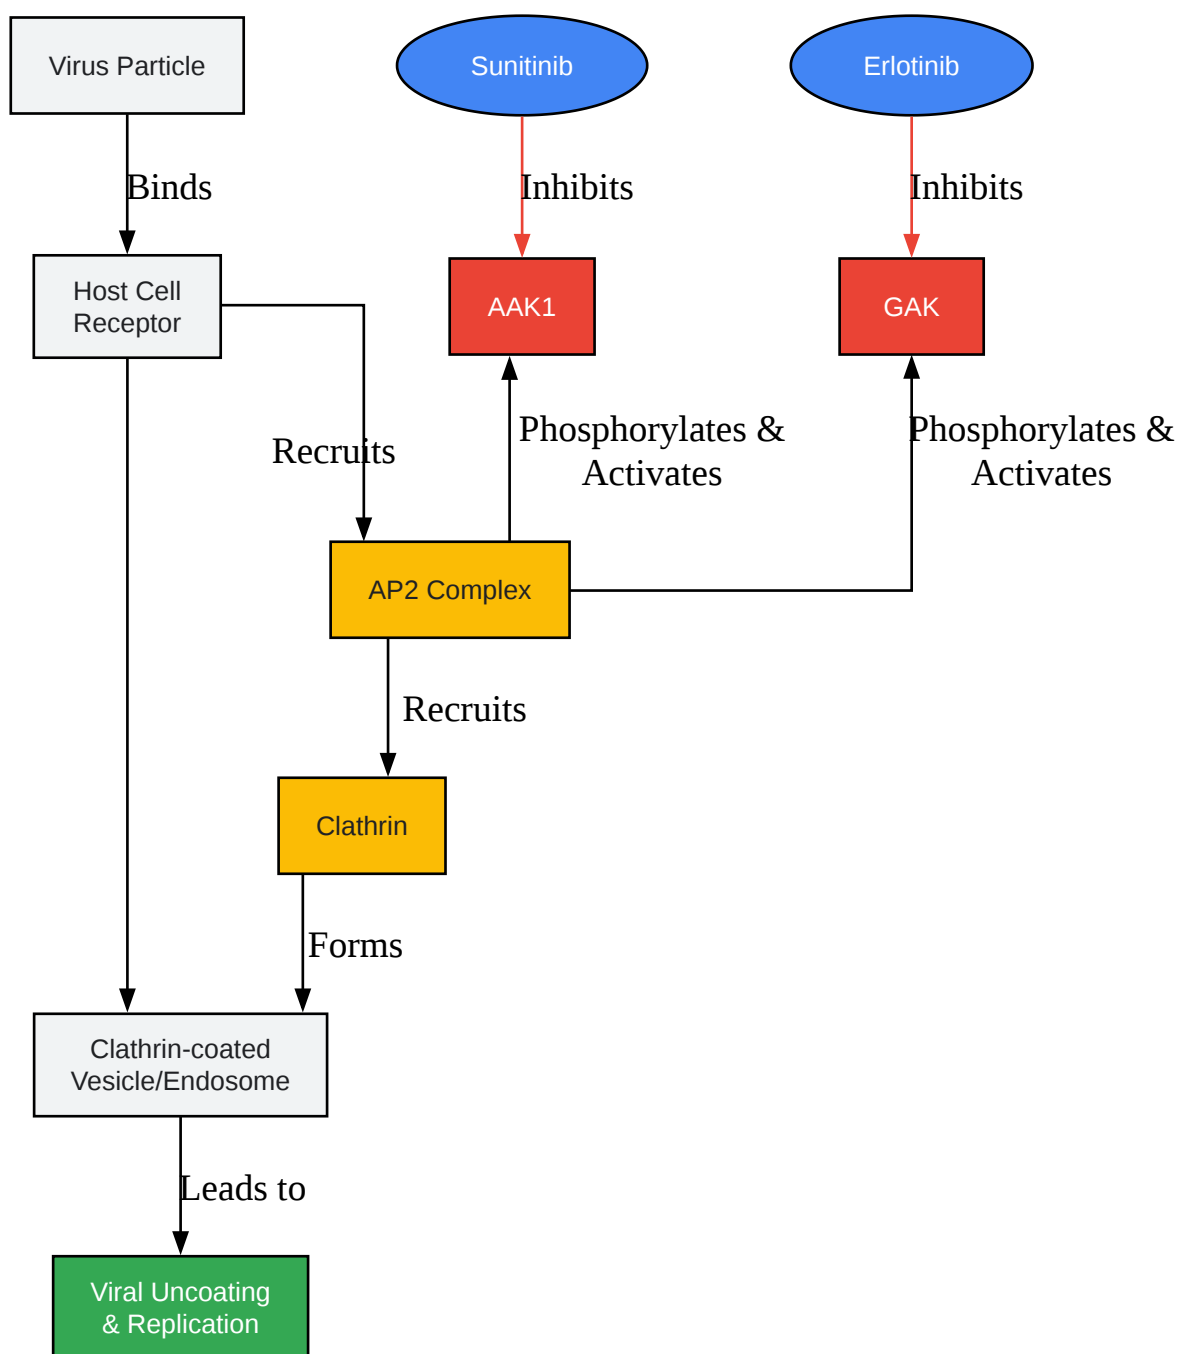 Virus Particle
Sunitinib
Erlotinib
Binds
Inhibits
Inhibits
Host Cell
Receptor
AAK1
GAK
Recruits
Phosphorylates &
Activates
Phosphorylates &
Activates
AP2 Complex
Recruits
Clathrin
Forms
Clathrin-coated
Vesicle/Endosome
Leads to
Viral Uncoating
& Replication